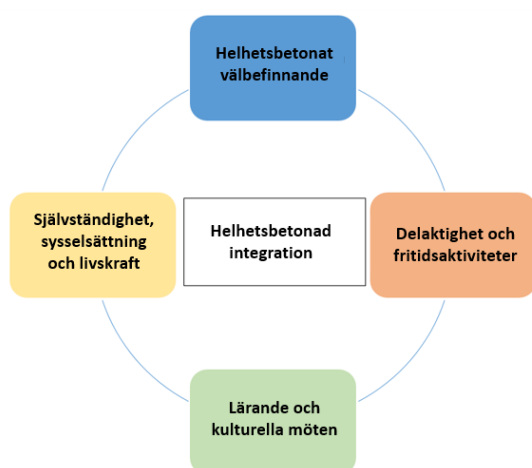 Helhetsbetonat
välbefinnande
Självständighet,
sysselsättning
och livskraft
Helhetsbetonad
integration
Delaktighet och
fritidsaktiviteter
Lärande och
kulturella möten